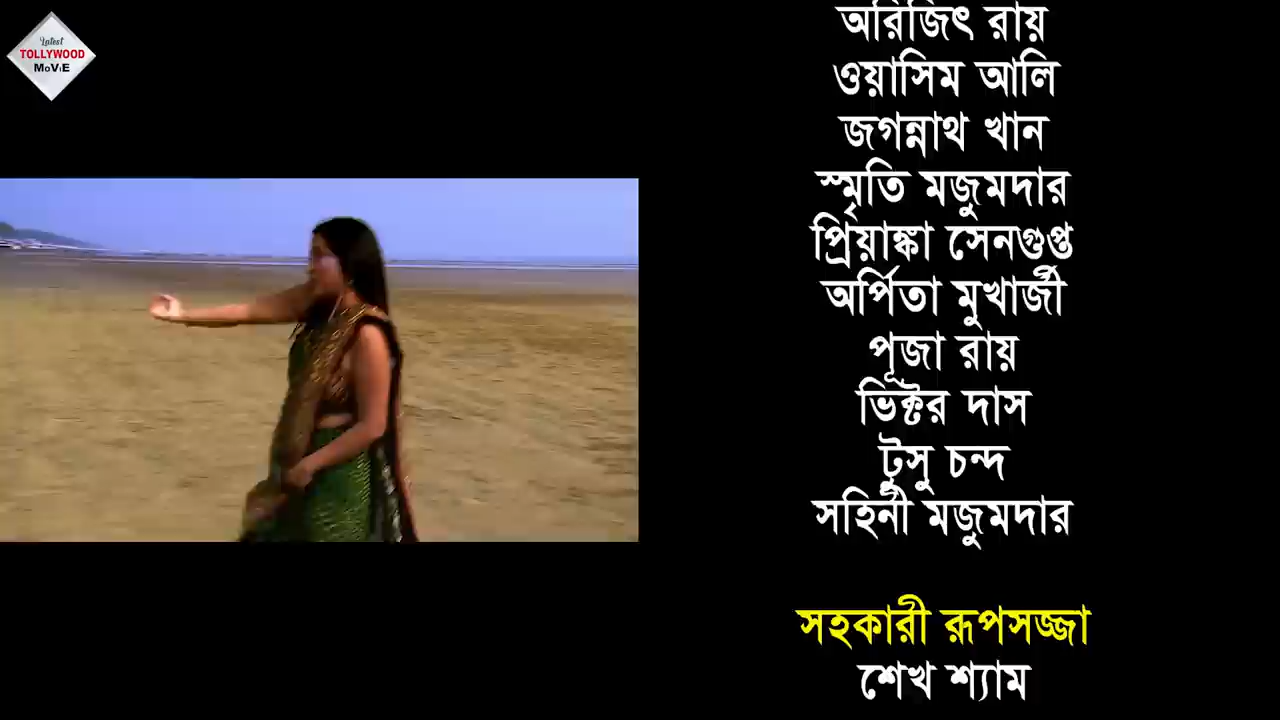 Latest
TOLLYWOOD
MoViE
অরিজিৎ রায়
ওয়াসিম আলি
জগন্নাথ খান
স্মৃতি মজুমদার
প্রিয়াঙ্কা সেনগুপ্ত
অর্পিতা মুখার্জী
পূজা রায়
ভিক্টর দাস
টুসু চন্দ
সহিনী মজুমদার
সহকারী রূপসজ্জা
শেখ শ্যাম